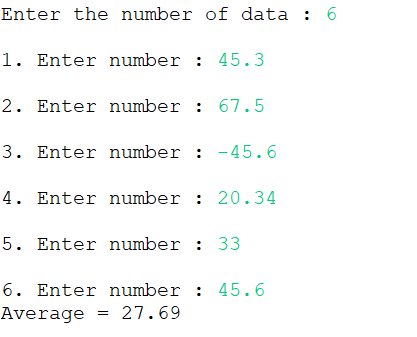 Enter the number of data : 6
1. Enter number : 45.3
2. Enter number : 67.5
3. Enter number : -45.6
4. Enter number : 20.34
5. Enter number : 33
6. Enter number : 45.6
Average = 27.69